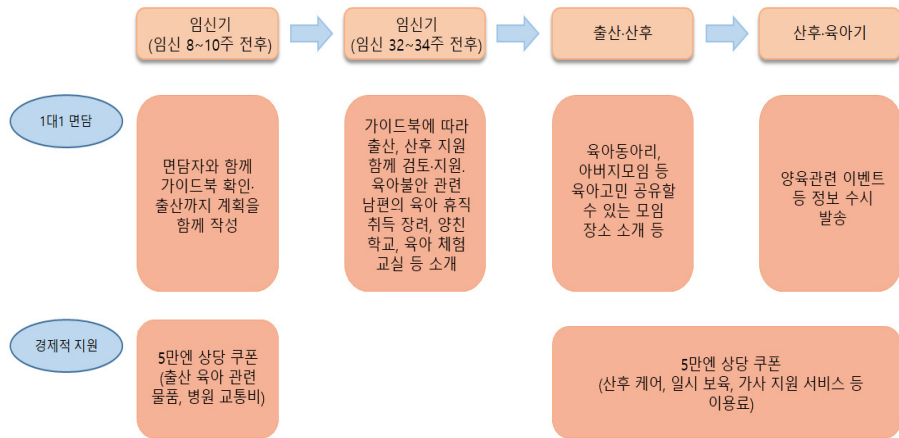 임신기
(임신 8~10주 전후)
임신기
(임신 32~34주 전후)
출산·산후
산후·육아기
1대1 면담
면담자와 함께
가이드북 확인·
출산까지 계획을
함께 작성
가이드북에 따라
출산, 산후 지원
함께 검토·지원.
육아불안 관련
남편의 육아 휴직
취득 장려, 양친
학교, 육아 체험
교실 등 소개
육아동아리,
아버지모임 등
육아고민 공유할
수 있는 모임
장소 소개 등
양육관련 이벤트
등 정보 수시
발송
경제적 지원
5만엔 상당 쿠폰
(출산 육아 관련
물품, 병원 교통비)
5만엔 상당 쿠폰
(산후 케어, 일시 보육, 가사 지원 서비스 등
이용료)